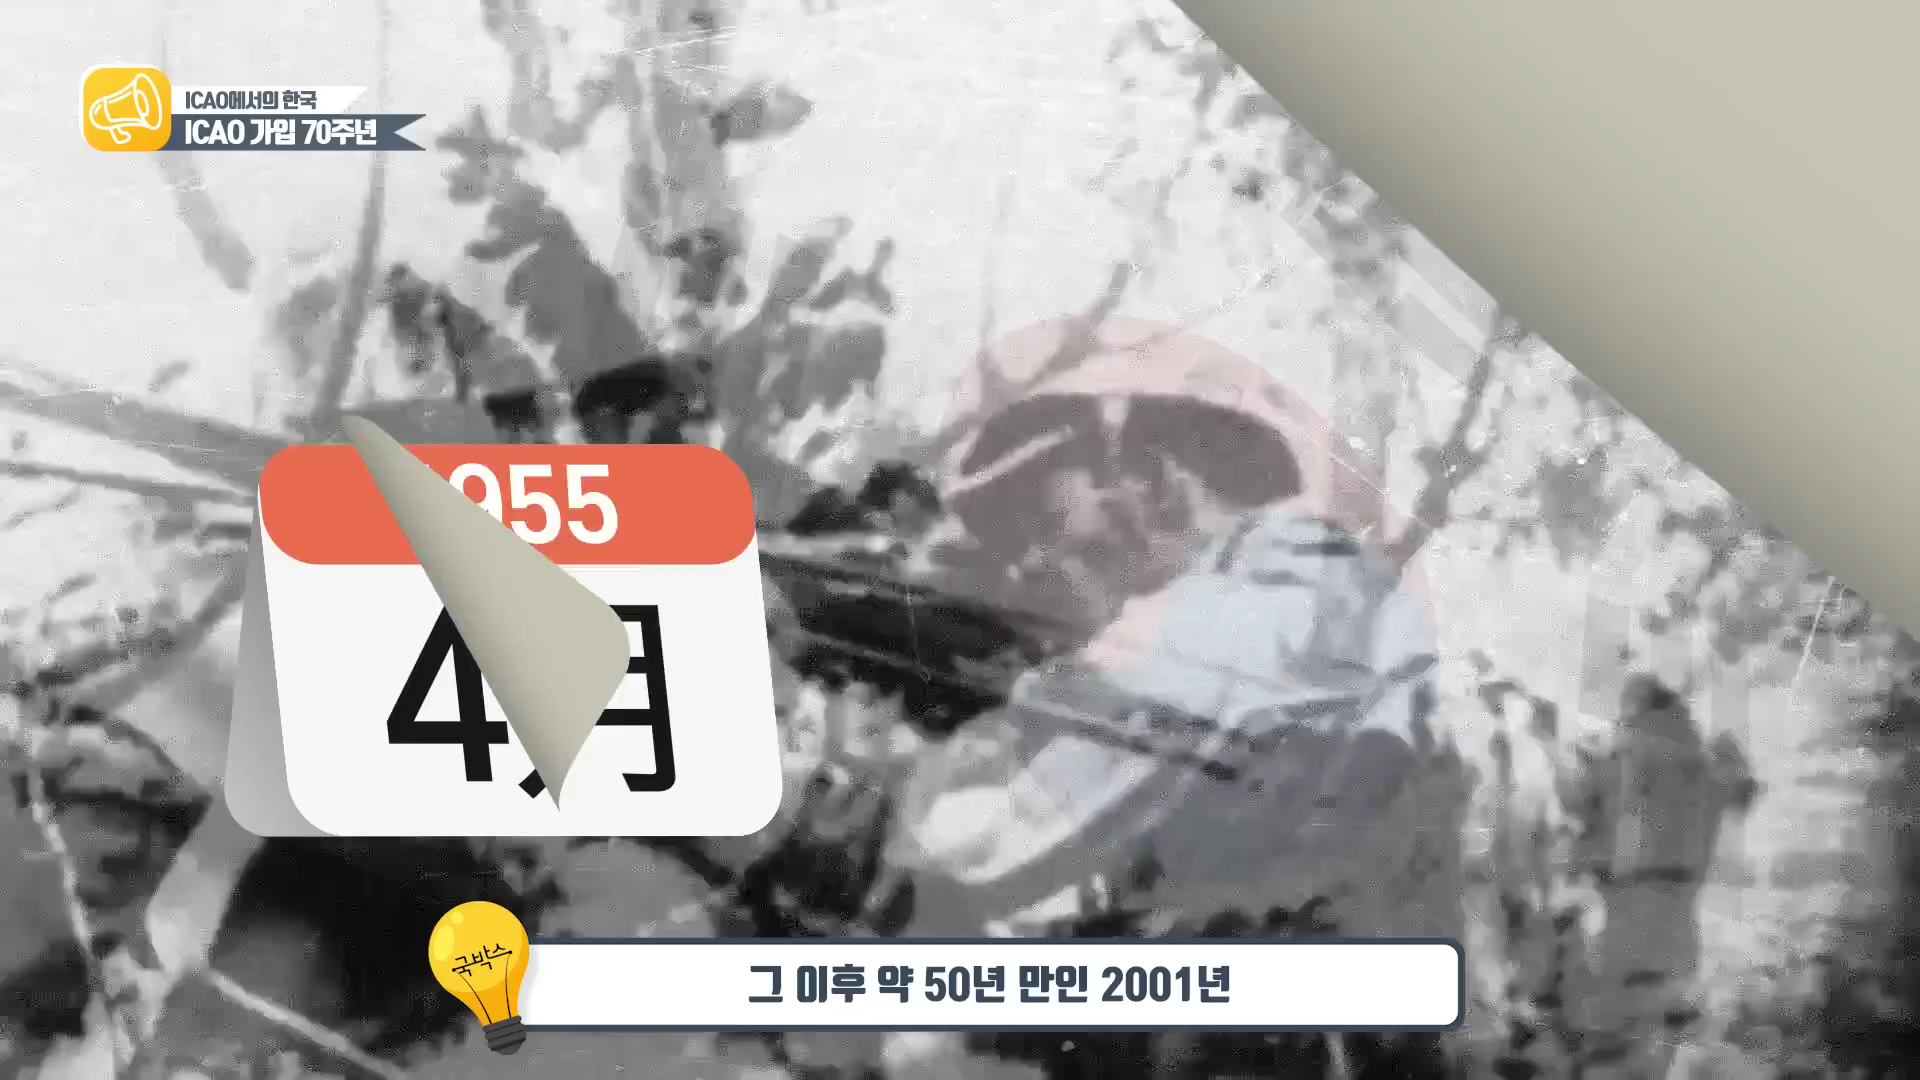 ICAO에서의 한국
ICAO 가입 70주년
955
4月
국박스
그 이후 약 50년 만인 2001년